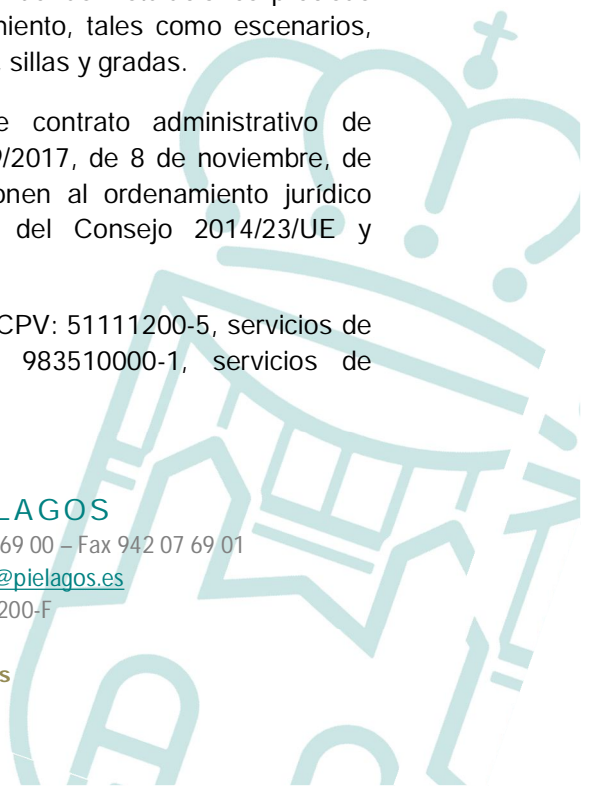 niento, tales como escenarios,
sillas y gradas.
e contrato administrativo de
9/2017, de 8 de noviembre, de
onen al ordenamiento jurídico
del Consejo 2014/23/UE y
CPV: 51111200-5, servicios de
983510000-1, servicios de
LAGOS
69 00 – Fax 942 07 69 01
@pielagos.es
200-F
s